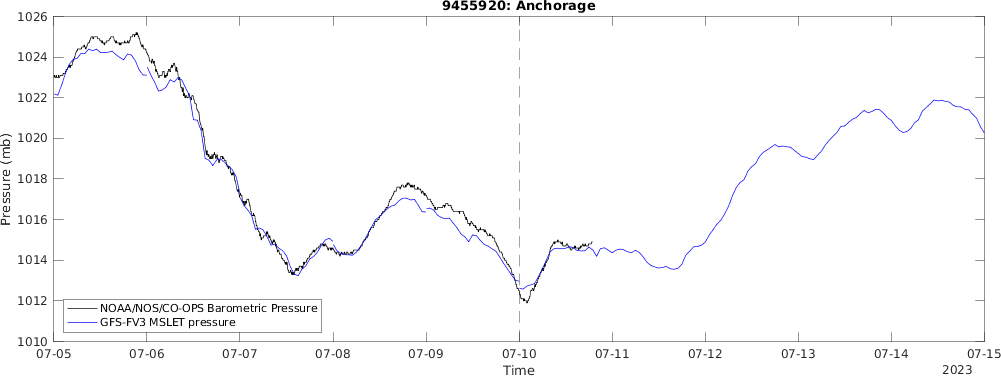 9455920: Anchorage
1026
1024
1022
1020
1018
1016
1014
1012
1010
Pressure (mb)
NOAA/NOS/CO-OPS Barometric Pressure
GFS-FV3 MSLET pressure
07-05 07-06 07-07 07-08 07-09 07-10 07-11 07-12 07-13 07-14 07-15
Time
2023